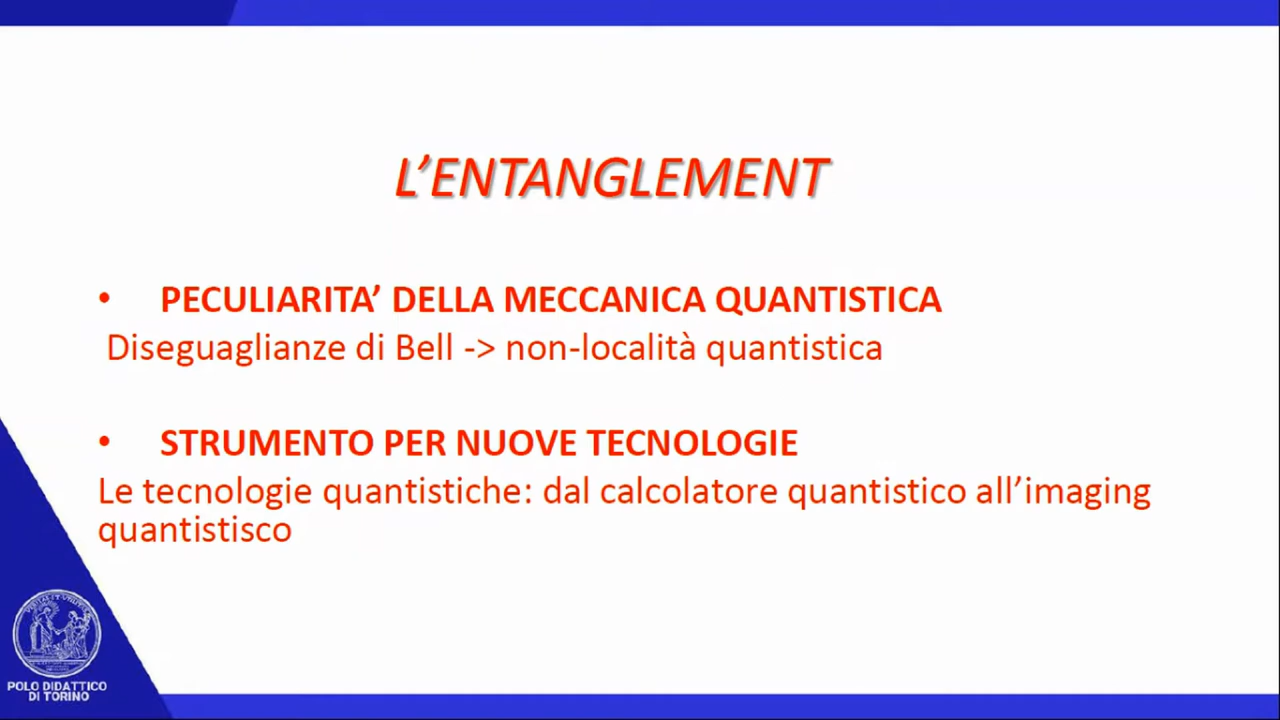 L’ENTANGLEMENT
• PECULIARITA’ DELLA MECCANICA QUANTISTICA
Diseguaglianze di Bell -> non-località quantistica
• STRUMENTO PER NUOVE TECNOLOGIE
Le tecnologie quantistiche: dal calcolatore quantistico all’imaging
quantistisco
POLO DIDATTICO
DI TORINO